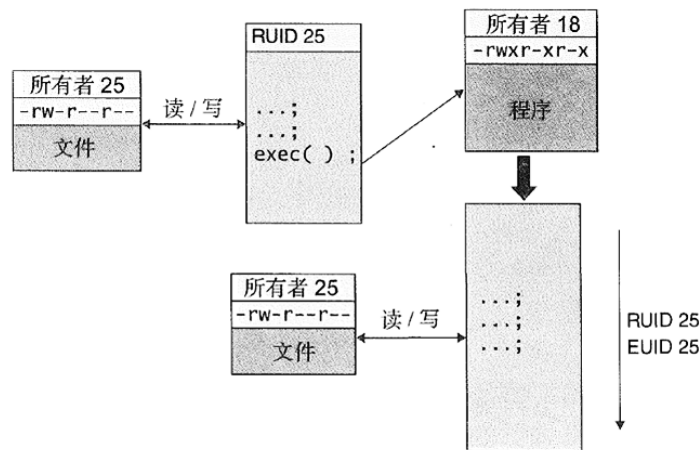 RUID 25
所有者 18
-rwxr-xr-x
程序
所有者 25
-rw-r--r--
文件
读 / 写
...;
...;
exec( ) ;
所有者 25
-rw-r--r--
文件
读 / 写
...;
...;
...;
RUID 25
EUID 25